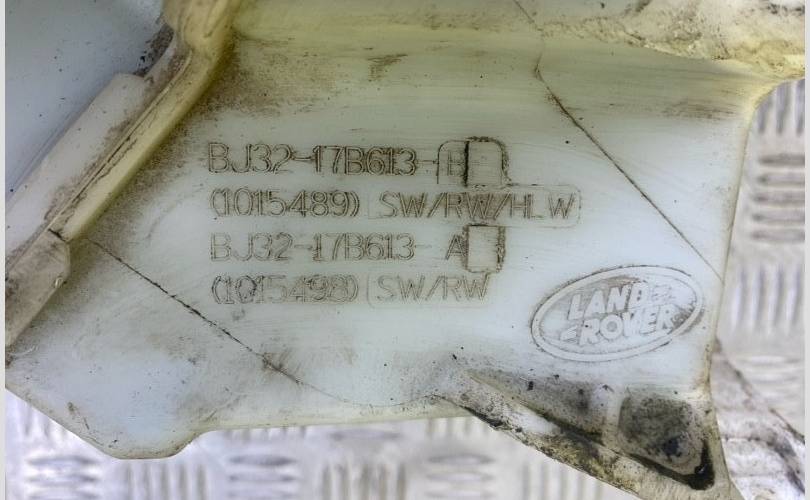 BJ32-17B613-
(1015489) SW/RW/HLW
BJ32-17B613- A
(1015498) SW/RW
LAND
ROVER